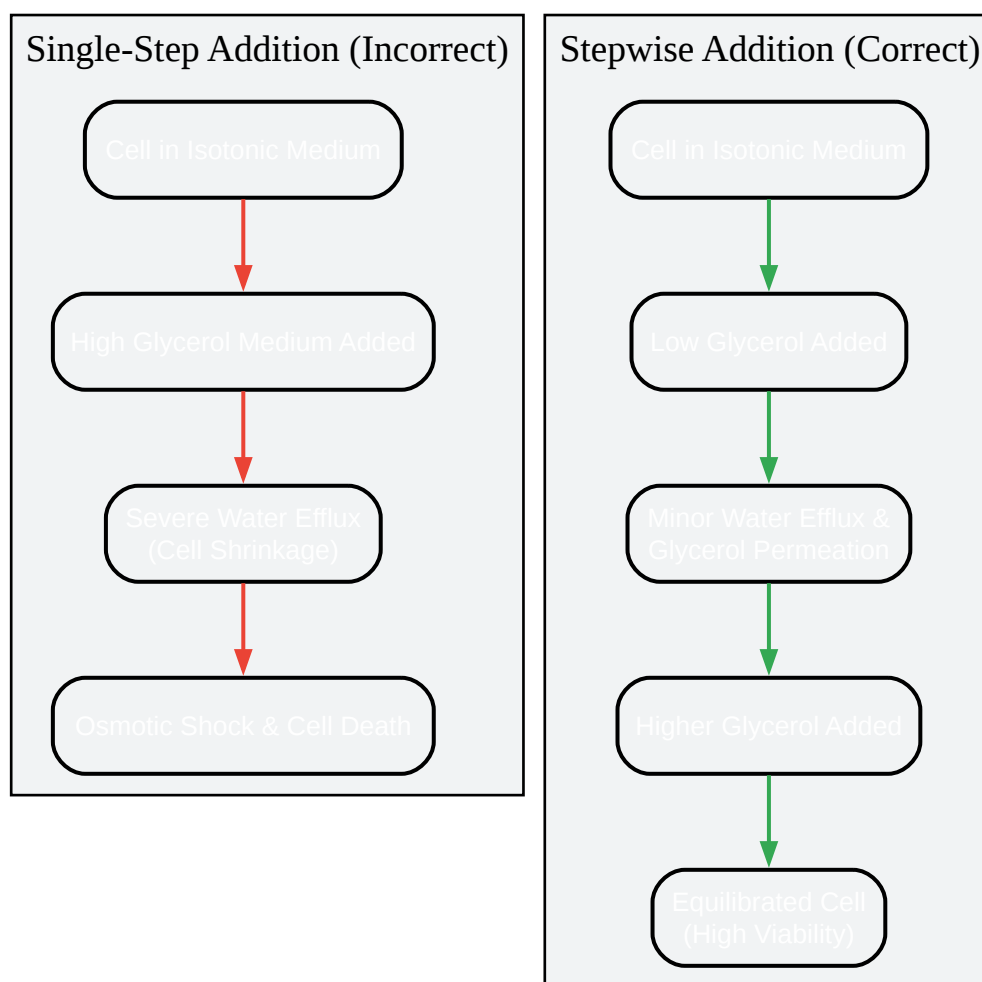 Single-Step Addition (Incorrect)
Cell in Isotonic Medium
High Glycerol Medium Added
Severe Water Efflux
(Cell Shrinkage)
Osmotic Shock & Cell Death
Stepwise Addition (Correct)
Cell in Isotonic Medium
Low Glycerol Added
Minor Water Efflux &
Glycerol Permeation
Higher Glycerol Added
Equilibrated Cell
(High Viability)